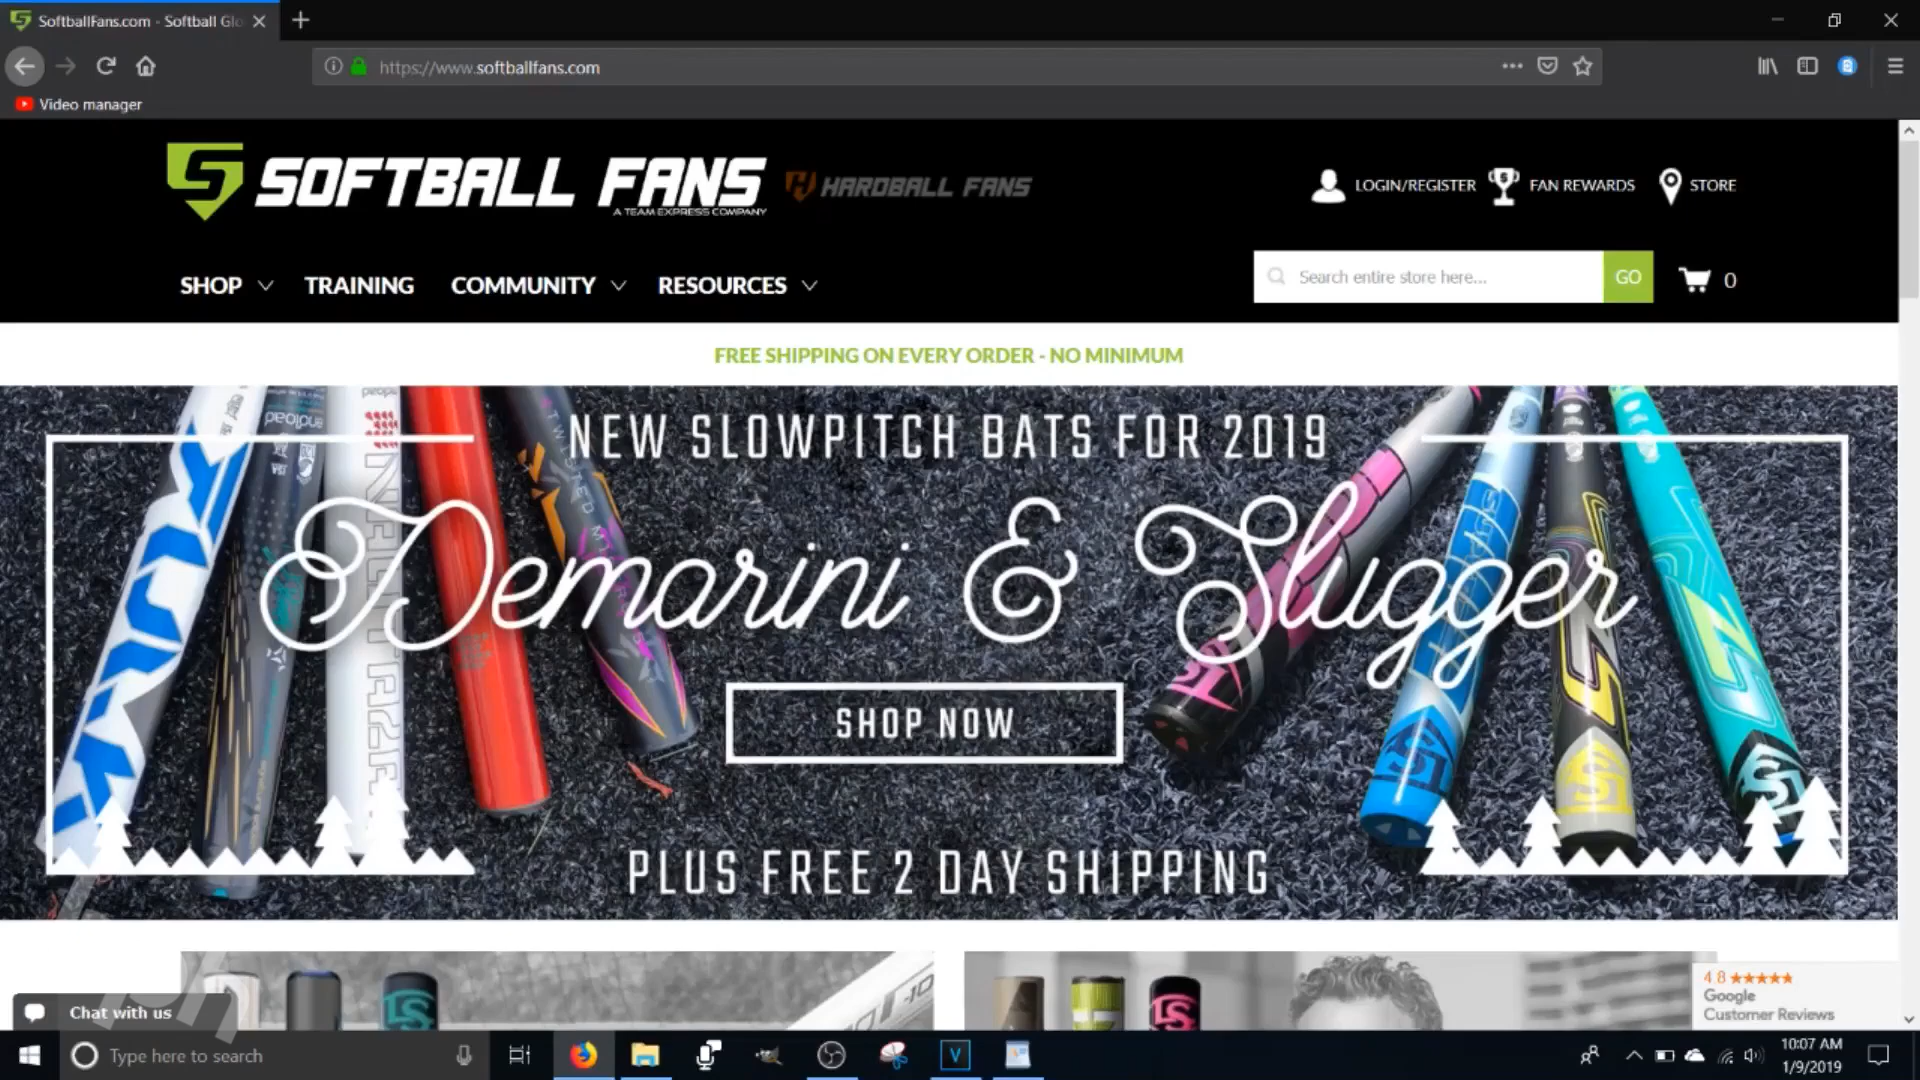 SoftballFans.com - Softball Glo
https://www.softballfans.com
Video manager
SOFTBALL FANS
A TEAM EXPRESS COMPANY
HARDBALL FANS
LOGIN/REGISTER
FAN REWARDS
STORE
SHOP
TRAINING
COMMUNITY
RESOURCES
Search entire store here...
GO
0
FREE SHIPPING ON EVERY ORDER - NO MINIMUM
NEW SLOWPITCH BATS FOR 2019
Demarini & Slugger
SHOP NOW
PLUS FREE 2 DAY SHIPPING
LS
-10
LS
4.8
Google
Customer Reviews
Chat with us
Type here to search
10:07 AM
1/9/2019